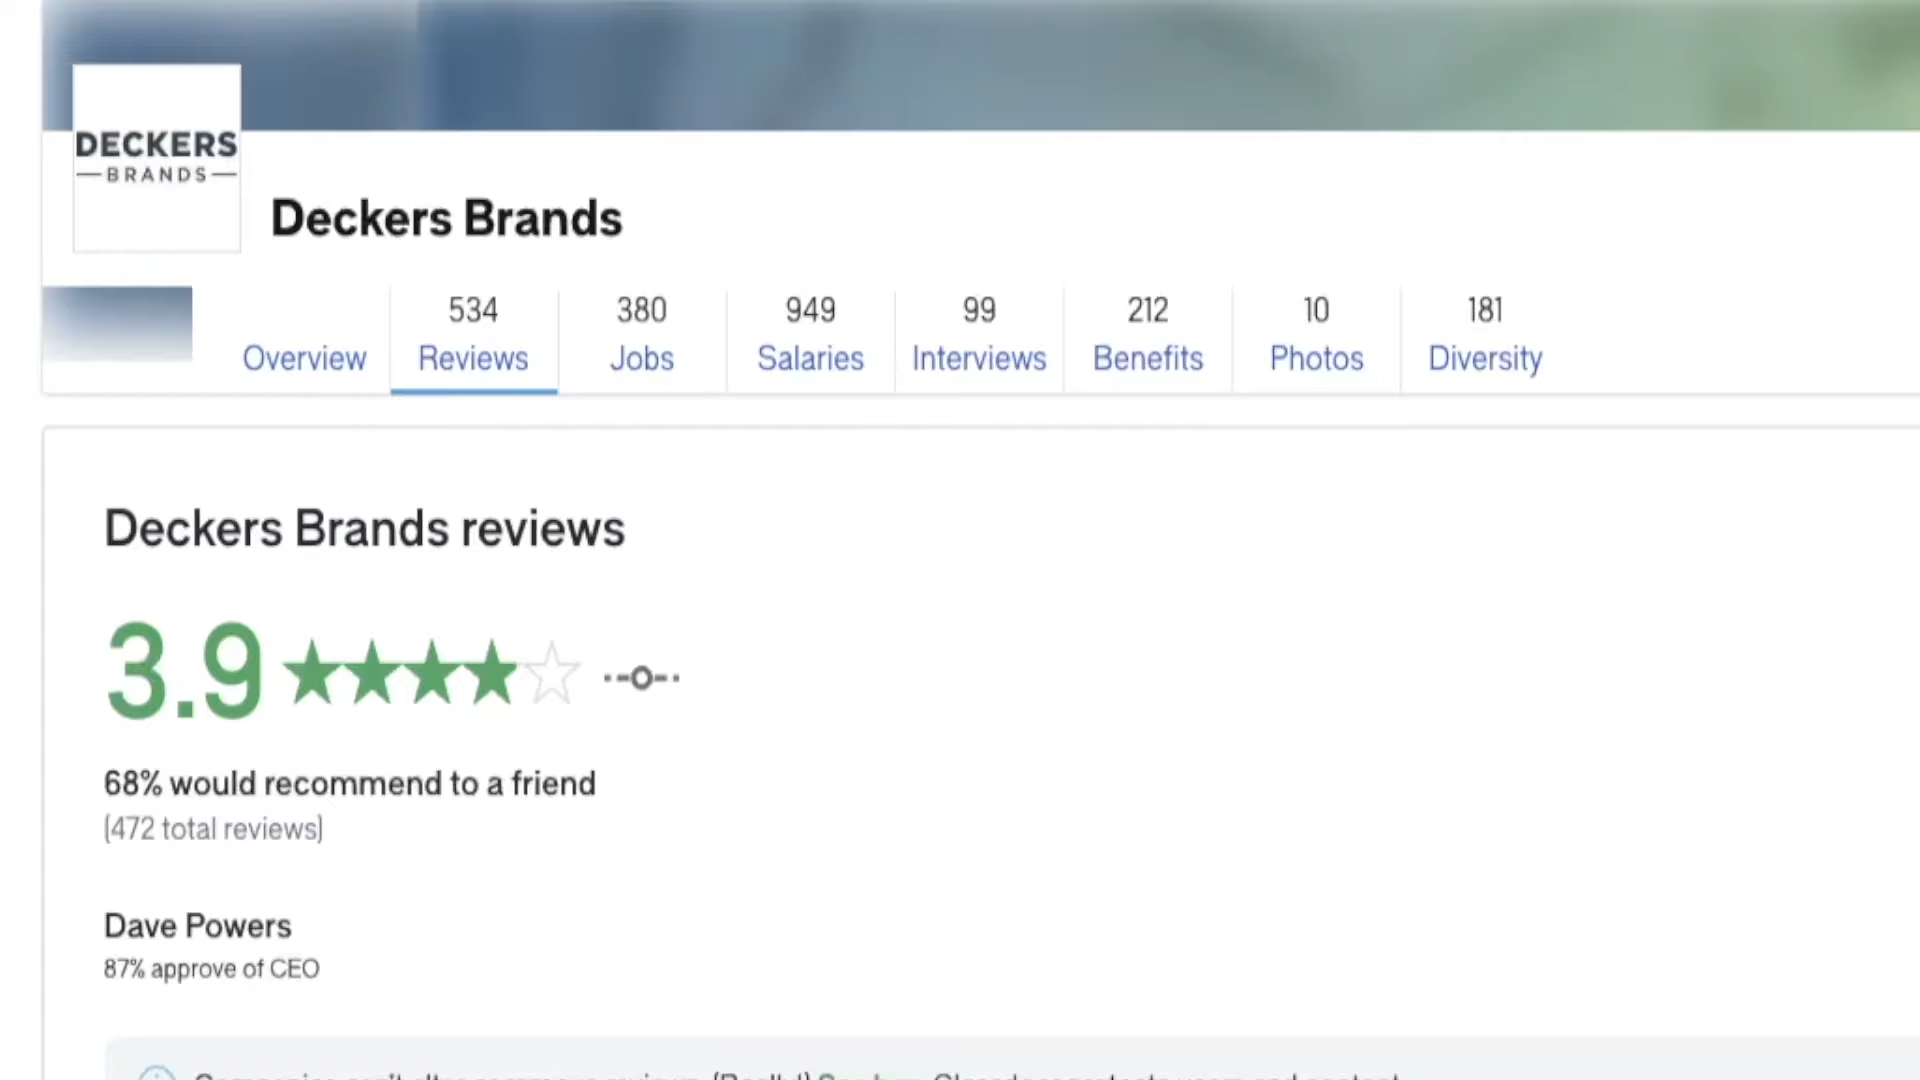 DECKERS
BRANDS
Deckers Brands
534 380 949 99 212 10 181
Overview Reviews Jobs Salaries Interviews Benefits Photos Diversity
Deckers Brands reviews
3.9
68% would recommend to a friend
(472 total reviews)
Dave Powers
87% approve of CEO